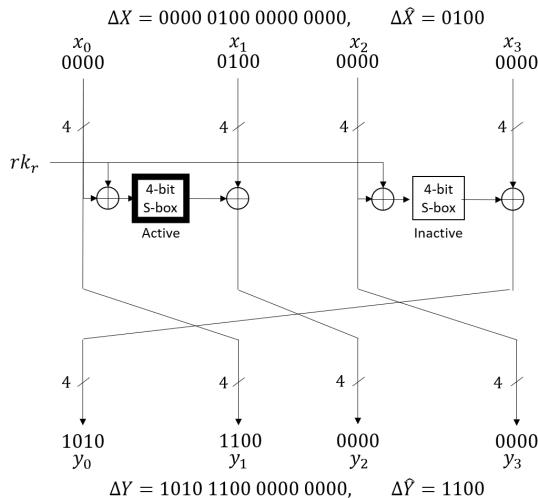 ΔX = 0000 0100 0000 0000, ΔX̂ = 0100
x₀ x₁ x₂ x₃
0000 0100 0000 0000
4 4 4 4
rkᵣ
4-bit S-box 4-bit S-box
Active Inactive
4 4 4 4
1010 1100 0000 0000
y₀ y₁ y₂ y₃
ΔY = 1010 1100 0000 0000, ΔŶ = 1100